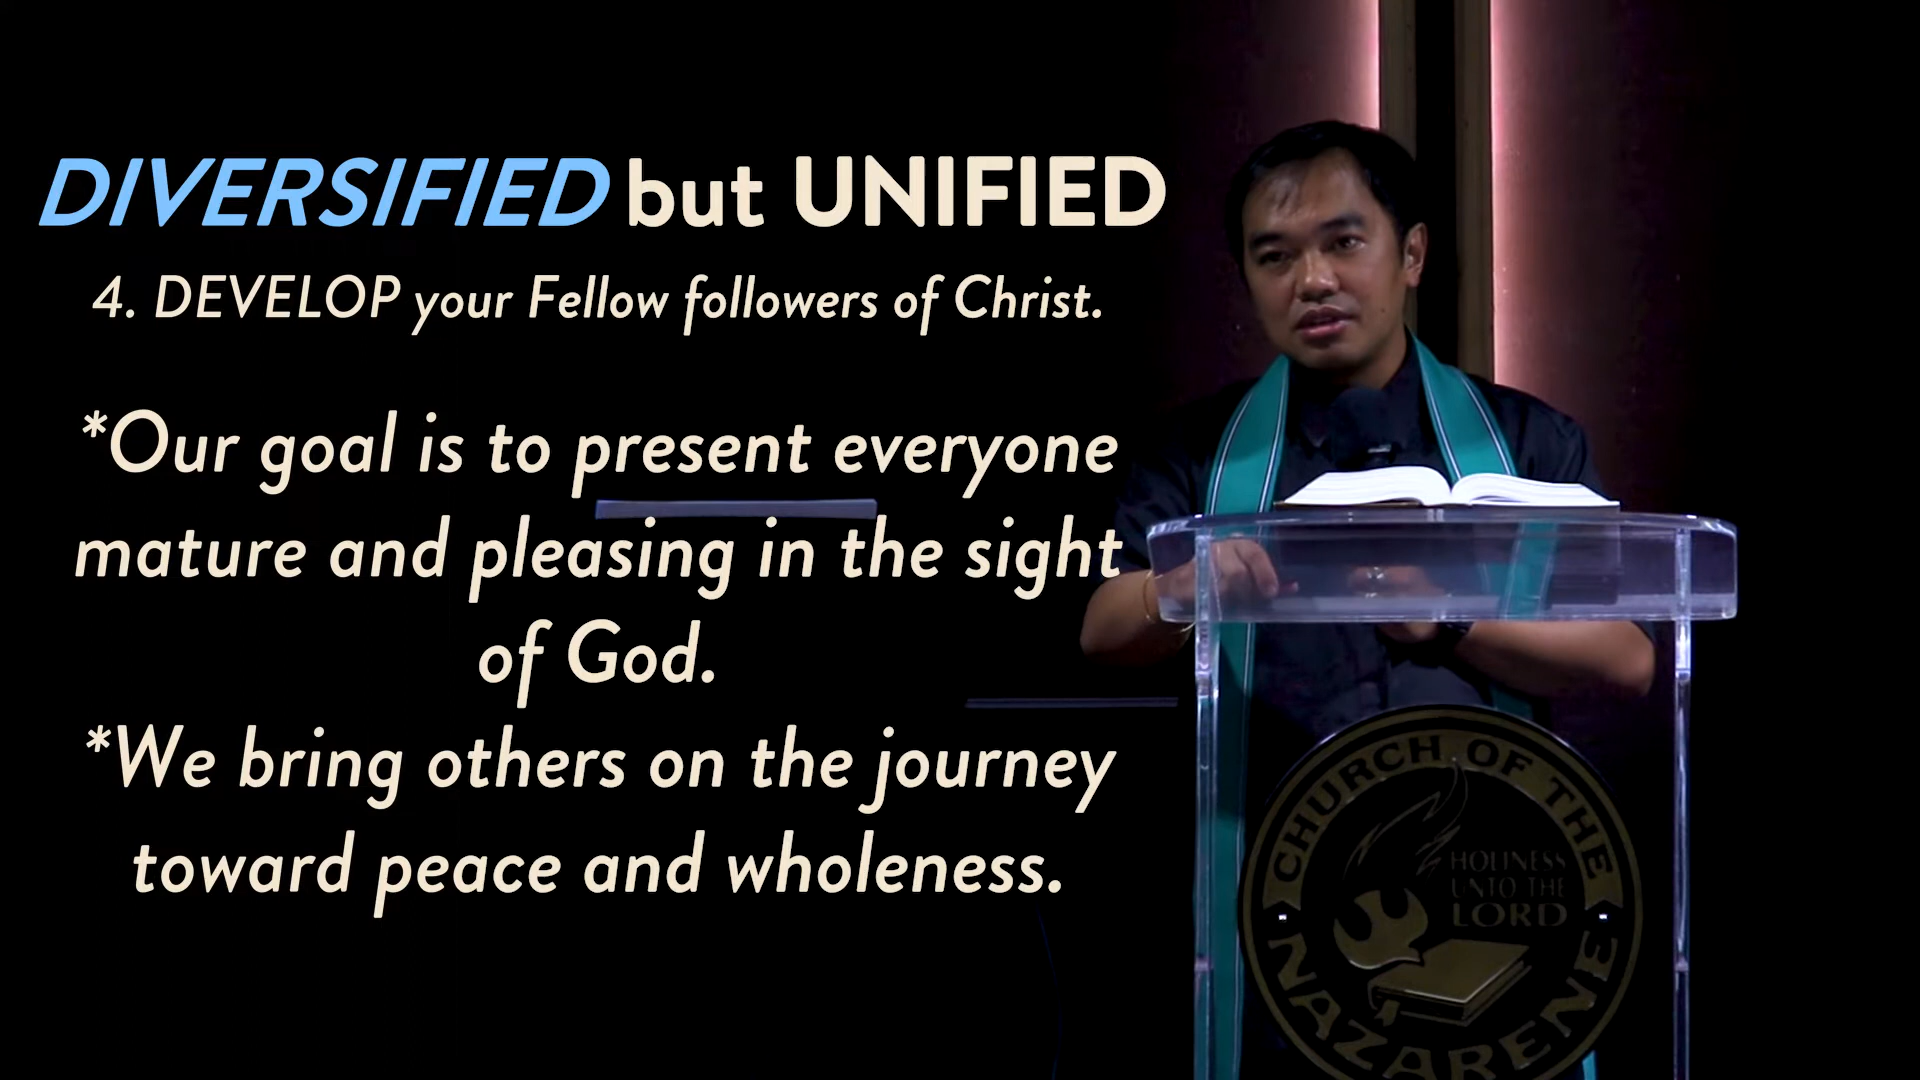 DIVERSIFIED but UNIFIED
4. DEVELOP your Fellow followers of Christ.
*Our goal is to present everyone
mature and pleasing in the sight
of God.
*We bring others on the journey
toward peace and wholeness.
CHURCH OF THE
HOLINESS
UNTO THE
LORD
NAZARENE